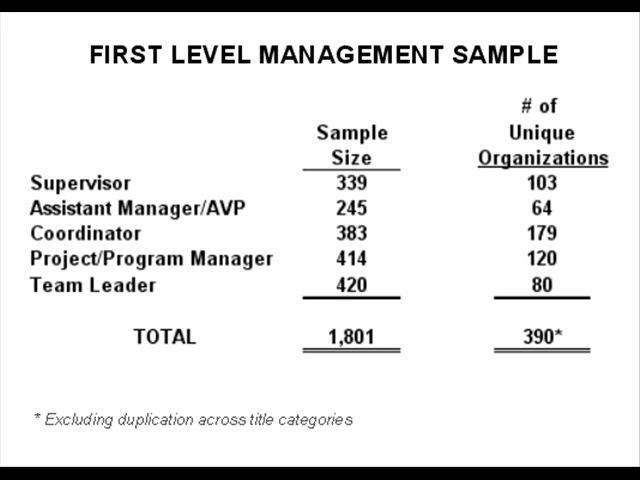 FIRST LEVEL MANAGEMENT SAMPLE
# of
Sample Unique
Size Organizations
Supervisor 339 103
Assistant Manager/AVP 245 64
Coordinator 383 179
Project/Program Manager 414 120
Team Leader 420 80
TOTAL 1,801 390*
* Excluding duplication across title categories